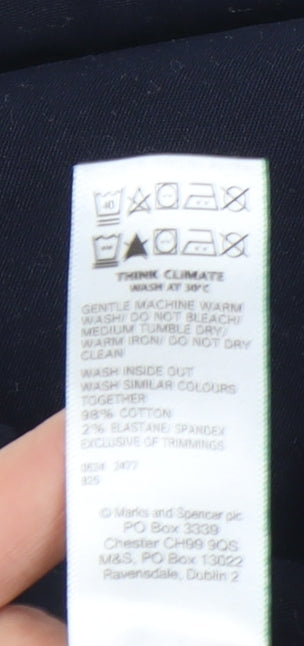 40
THINK CLIMATE
WASH AT 30°C
GENTLE MACHINE WARM
WASH/ DO NOT BLEACH/
MEDIUM TUMBLE DRY/
WARM IRON/ DO NOT DRY
CLEAN
WASH INSIDE OUT
WASH SIMILAR COLOURS
TOGETHER
98% COTTON
2% ELASTANE/ SPANDEX
EXCLUSIVE OF TRIMMINGS
© Marks and Spencer plc
PO Box 3339
Chester CH99 9QS
M&S, PO Box 13022
Ravensdale, Dublin 2